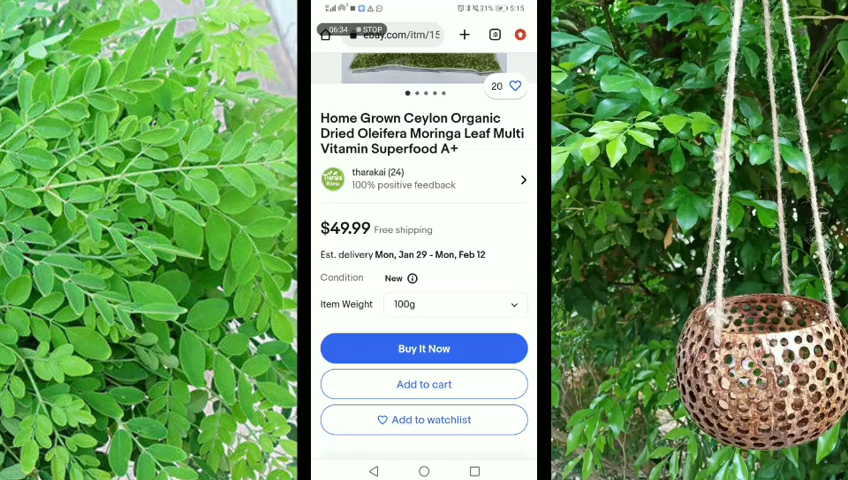 31% 5:15
06:34 STOP
ebay.com/itm/15
20
Home Grown Ceylon Organic
Dried Oleifera Moringa Leaf Multi
Vitamin Superfood A+
tharakai (24)
100% positive feedback
$49.99 Free shipping
Est. delivery Mon, Jan 29 - Mon, Feb 12
Condition New
Item Weight 100g
Buy It Now
Add to cart
Add to watchlist